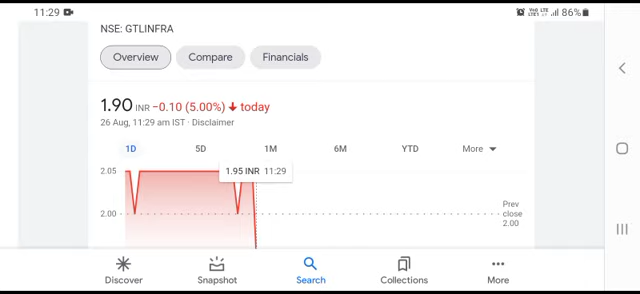 11:29
86%
NSE: GTLINFRA
Overview
Compare
Financials
1.90 INR −0.10 (5.00%) ↓ today
26 Aug, 11:29 am IST · Disclaimer
1D 5D 1M 6M YTD More
2.05
1.95 INR 11:29
2.00
Prev
close
2.00
Discover Snapshot Search Collections More